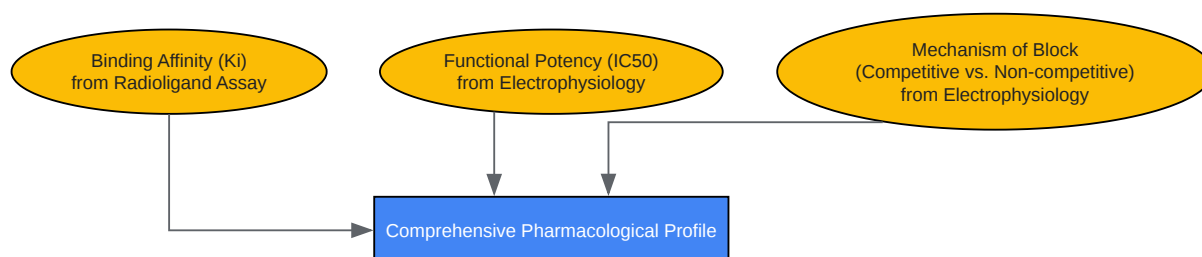 Binding Affinity (Ki)
from Radioligand Assay
Functional Potency (IC50)
from Electrophysiology
Mechanism of Block
(Competitive vs. Non-competitive)
from Electrophysiology
Comprehensive Pharmacological Profile